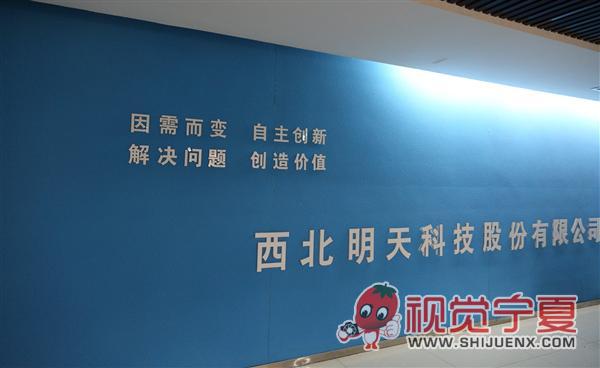 因需而变 自主创新
解决问题 创造价值
西北明天科技股份有限公司
视觉宁夏
WWW.SHIJUENX.COM